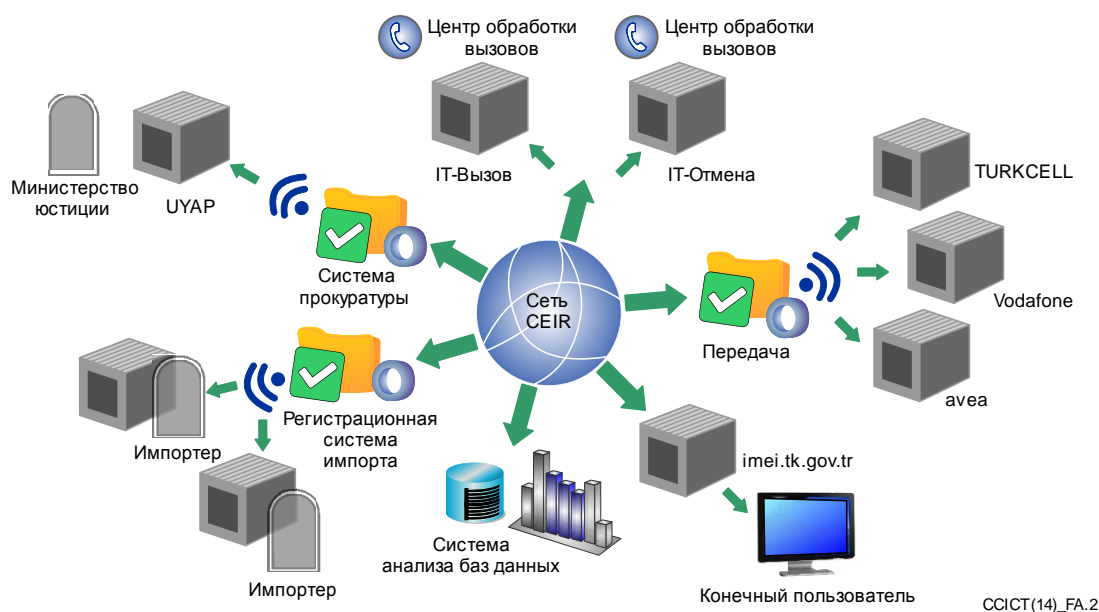 Центр обработки
вызовов
Центр обработки
вызовов
IT-Вызов
IT-Отмена
TURKCELL
Министерство
юстиции
UYAP
Система
прокуратуры
Сеть
CEIR
Vodafone
Передача
avea
Регистрационная
система
импорта
Импортер
imei.tk.gov.tr
Система
анализа баз данных
Импортер
Конечный пользователь
CCICT(14)_FA.2